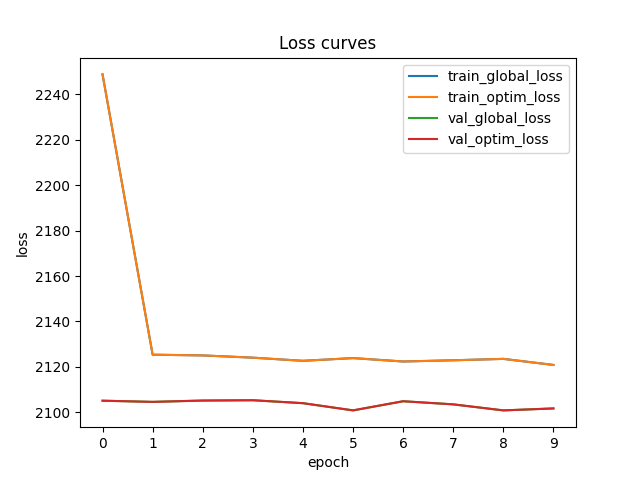 Loss curves
train_global_loss
train_optim_loss
val_global_loss
val_optim_loss
2240
2220
2200
2180
2160
2140
2120
2100
loss
0 1 2 3 4 5 6 7 8 9
epoch